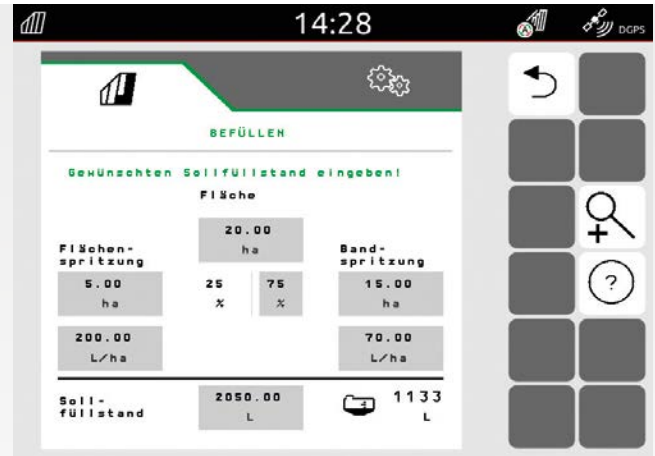 14:28
DGPS
BEFÜLLEN
Gewünschten Sollfüllstand eingeben!
Fläche
20.00
ha
Flächen-
spritzung
Band-
spritzung
5.00
ha
25
%
75
%
15.00
ha
200.00
L/ha
70.00
L/ha
Soll-
füllstand
2050.00
L
1133
L
?